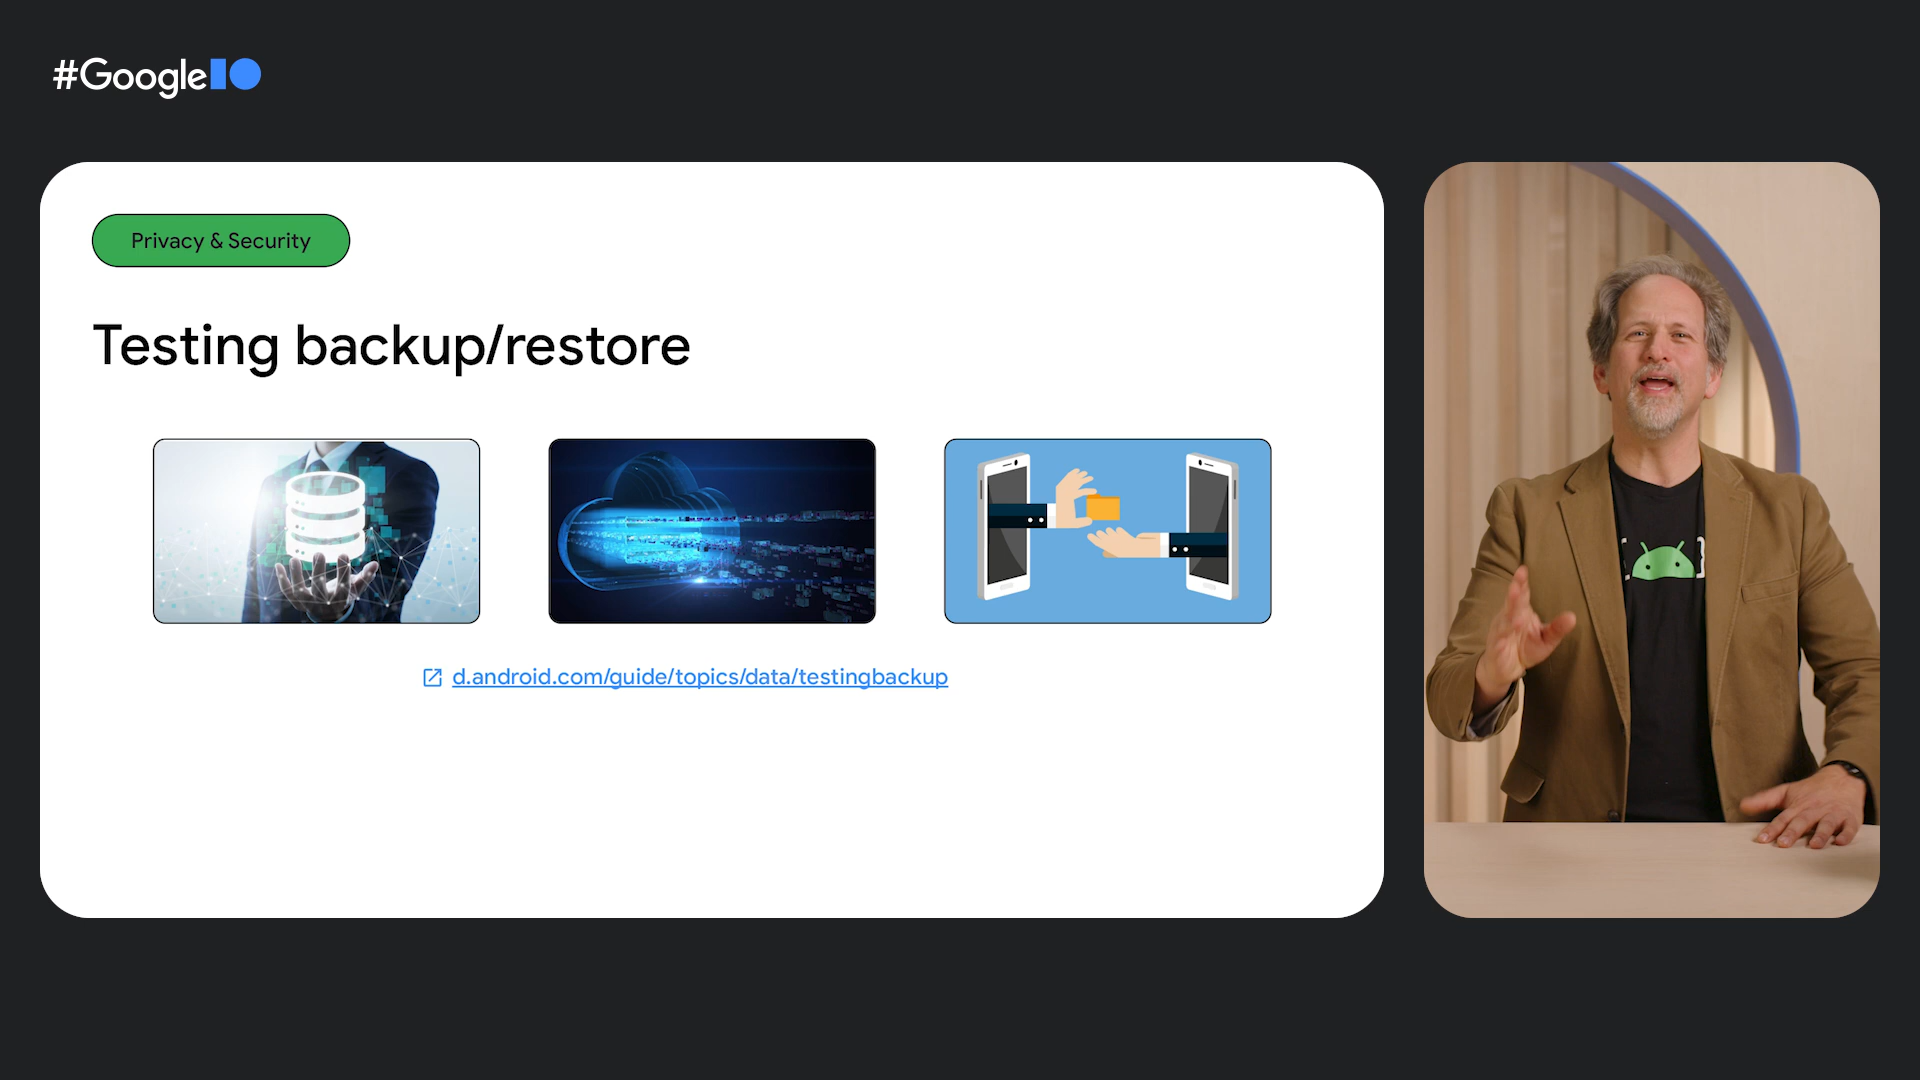 #GoogleIO
Privacy & Security
Testing backup/restore
d.android.com/guide/topics/data/testingbackup